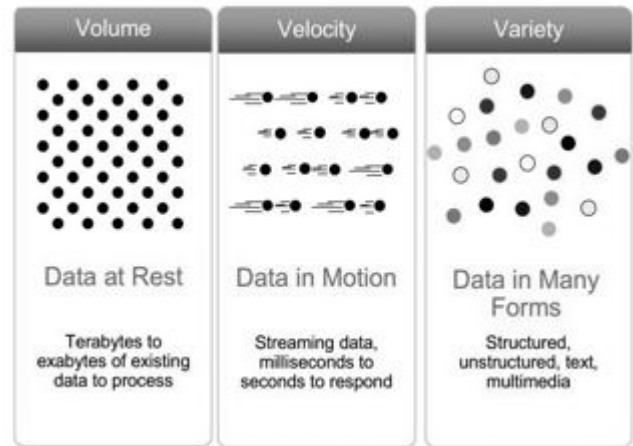 Volume
Data at Rest
Terabytes to
exabytes of existing
data to process
Velocity
Data in Motion
Streaming data,
milliseconds to
seconds to respond
Variety
Data in Many
Forms
Structured,
unstructured, text,
multimedia